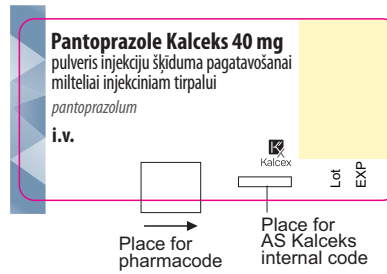 Pantoprazole Kalceks 40 mg
pulveris injekciju šķīduma pagatavošanai
milteliai injekciniam tirpalui
pantoprazolum
i.v.
Kalcex
Lot
EXP
Place for
pharmacode
Place for
AS Kalceks
internal code